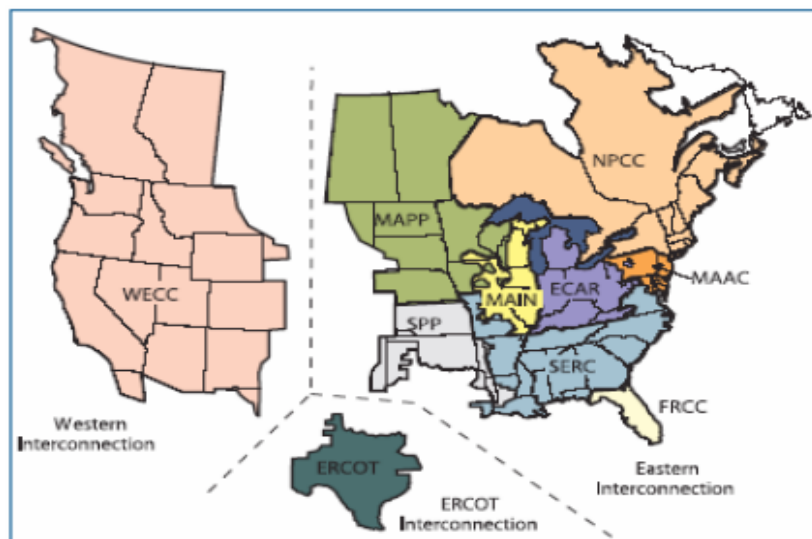 NPCC
MAPP
MAAC
WECC
MAIN
ECAR
SPP
SERC
FRCC
Western
Interconnection
ERCOT
Eastern
Interconnection
ERCOT
Interconnection